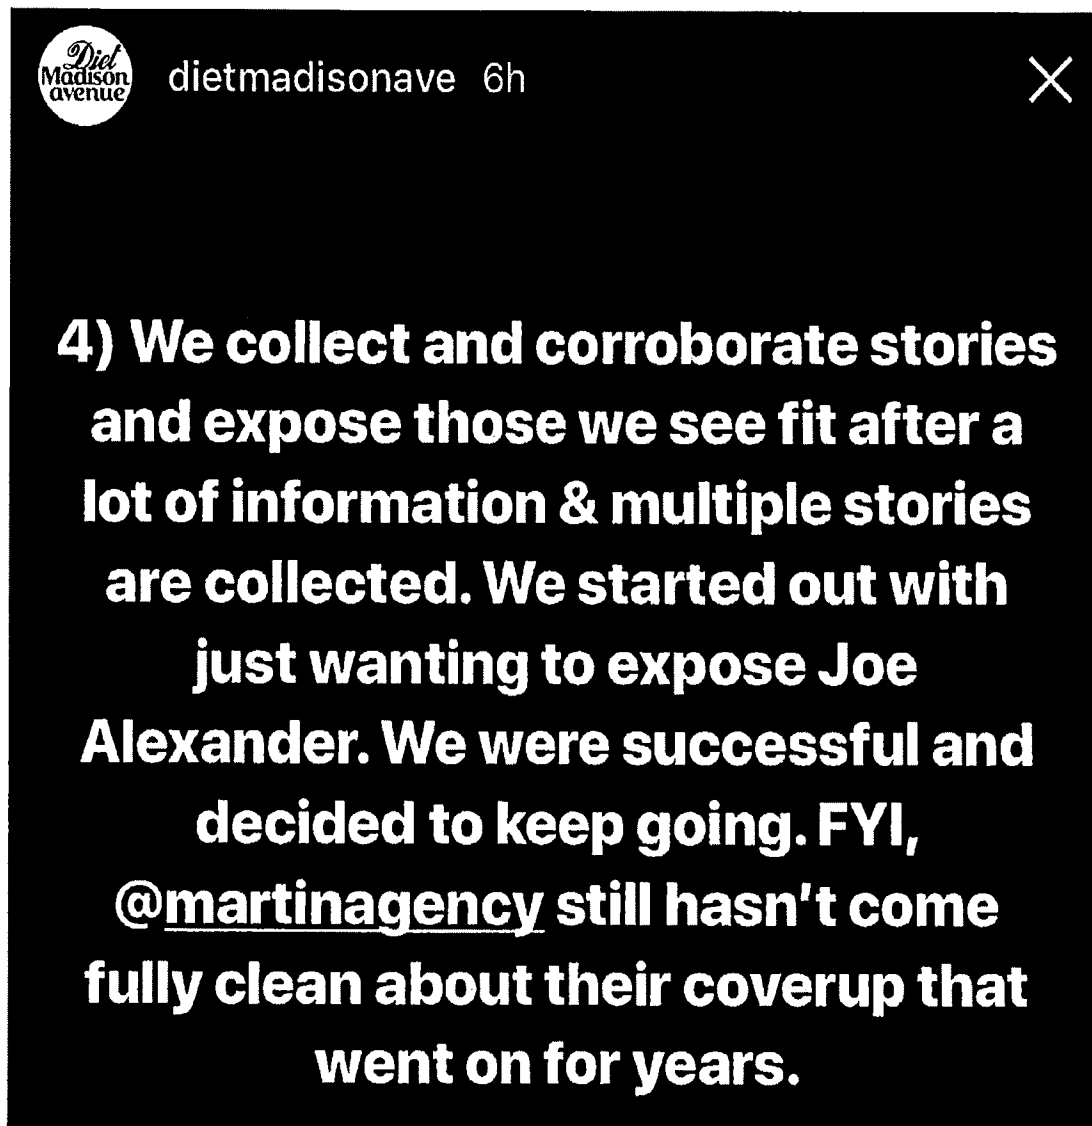 Diet
Madison
avenue
dietmadisonave 6h
4) We collect and corroborate stories
and expose those we see fit after a
lot of information & multiple stories
are collected. We started out with
just wanting to expose Joe
Alexander. We were successful and
decided to keep going. FYI,
@martinagency still hasn't come
fully clean about their coverup that
went on for years.